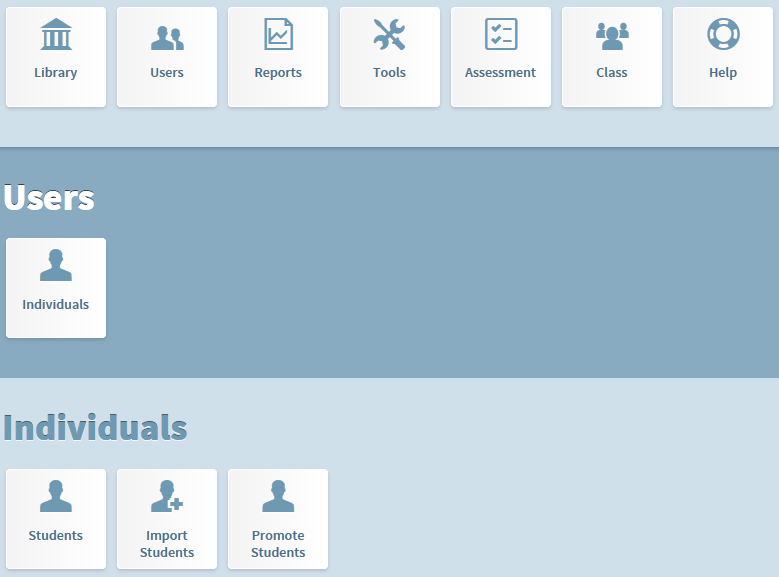 Library Users Reports Tools Assessment Class Help
Users
Individuals
Individuals
Students Import Promote
Students Students